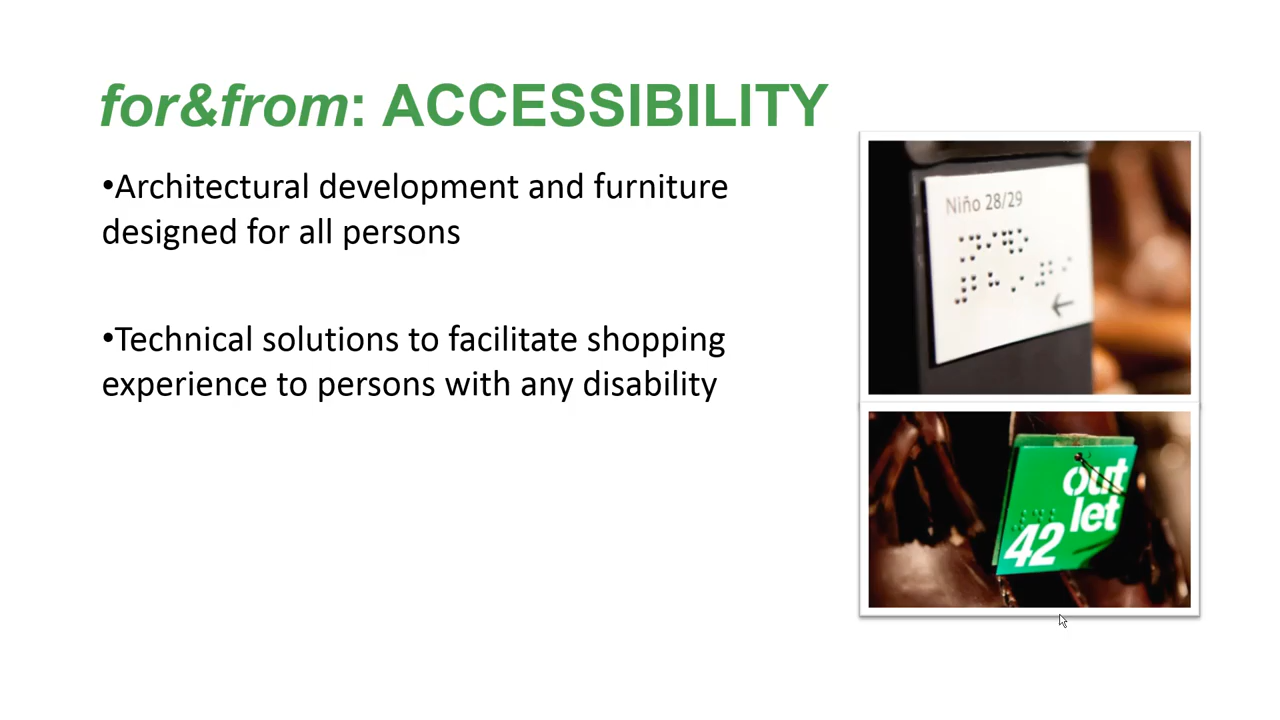 for&from: ACCESSIBILITY
•Architectural development and furniture
designed for all persons
•Technical solutions to facilitate shopping
experience to persons with any disability
Niño 28/29
out
let
42